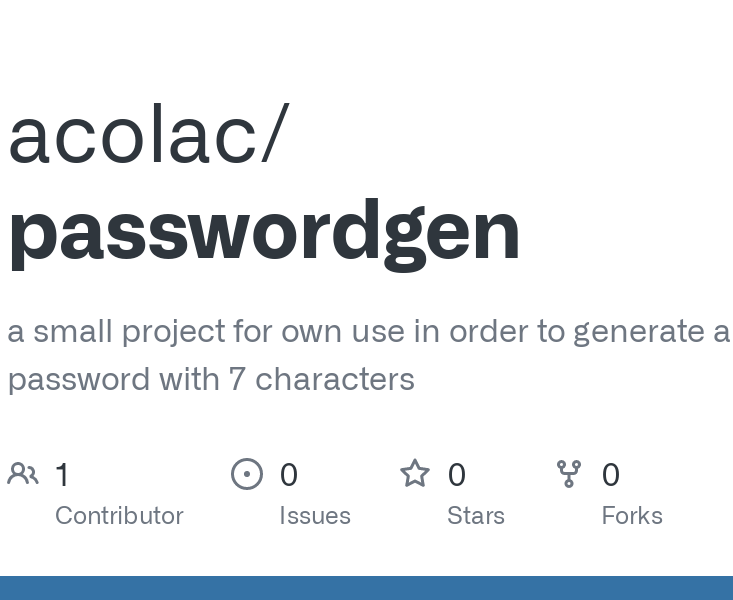 acolac/
passwordgen
a small project for own use in order to generate a
password with 7 characters
1 0 0 0
Contributor Issues Stars Forks